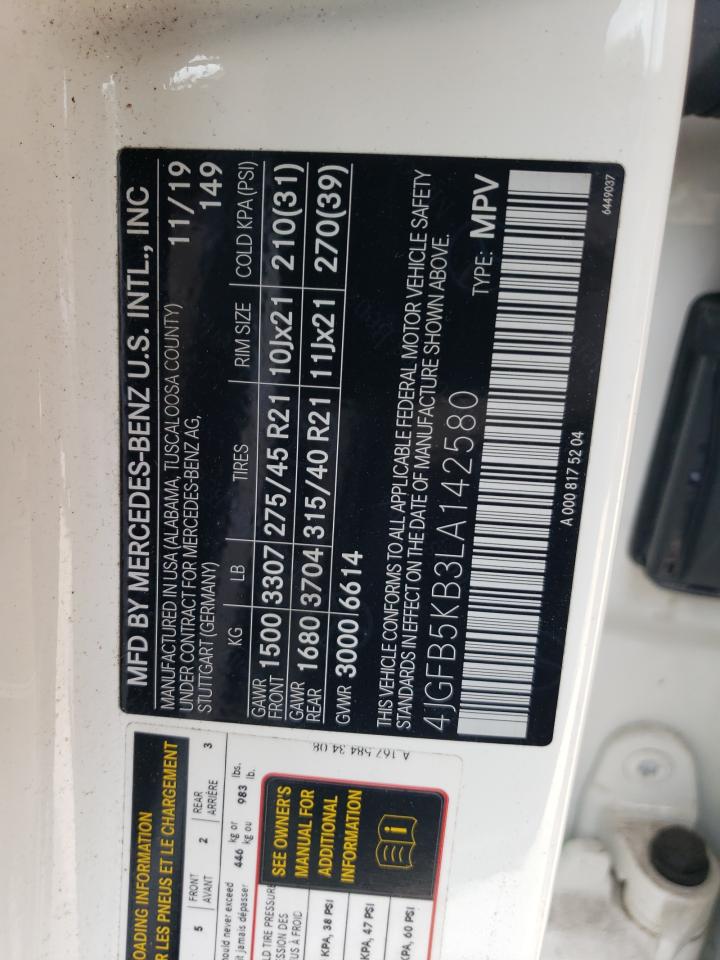 MFD BY MERCEDES-BENZ U.S. INTL., INC
MANUFACTURED IN USA (ALABAMA, TUSCALOOSA COUNTY) 11/19
UNDER CONTRACT FOR MERCEDES-BENZ AG, 149
STUTTGART (GERMANY)
KG LB TIRES RIM SIZE COLD KPA (PSI)
GAWR FRONT 1500 3307 275/45 R21 10Jx21 210(31)
GAWR REAR 1680 3704 315/40 R21 11Jx21 270(39)
GVWR 3000 6614
THIS VEHICLE CONFORMS TO ALL APPLICABLE FEDERAL MOTOR VEHICLE SAFETY
STANDARDS IN EFFECT ON THE DATE OF MANUFACTURE SHOWN ABOVE.
4JGFB5KB3LA142580 TYPE: MPV
A 000 817 52 04
6449037
LOADING INFORMATION
LES PNEUS ET LE CHARGEMENT
5 FRONT 2 REAR 3
AVANT ARRIÈRE
should never exceed 446 kg or 983 lbs.
jamais dépasser kg ou lb.
TIRE PRESSURE
DES
À FROID
KPA, 38 PSI
KPA, 47 PSI
KPA, 60 PSI
SEE OWNER'S
MANUAL FOR
ADDITIONAL
INFORMATION
i
A 167 584 34 08